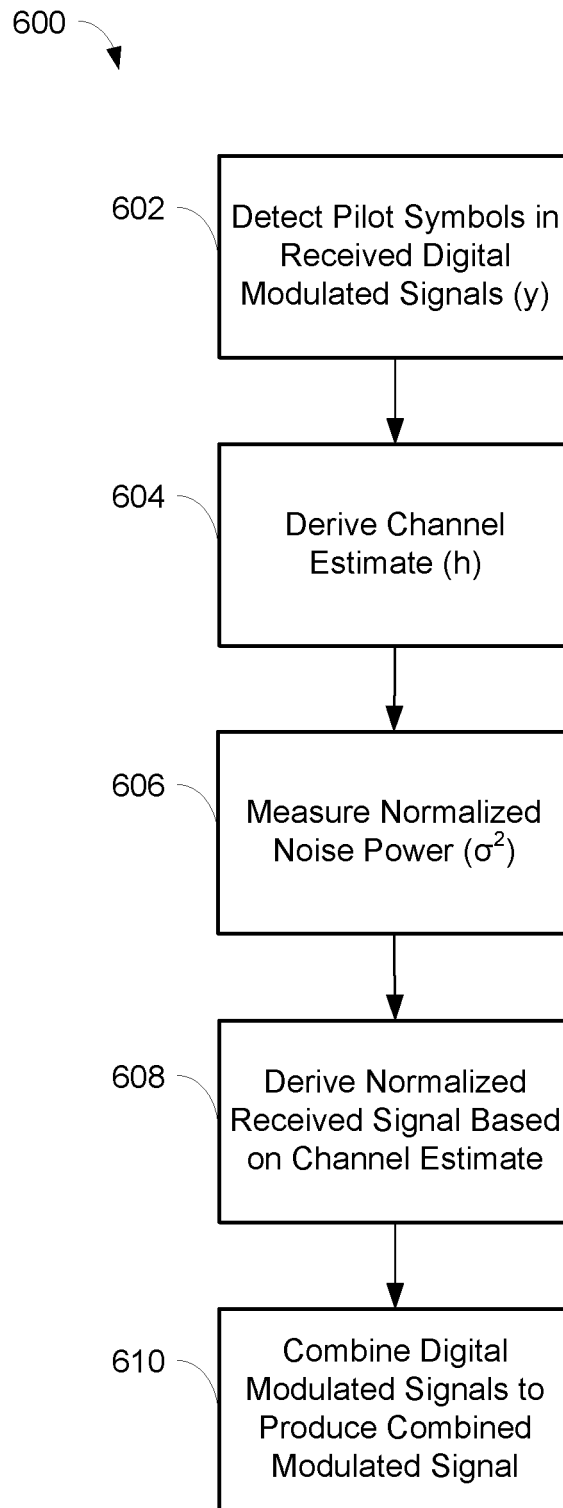 600
602
Detect Pilot Symbols in
Received Digital
Modulated Signals (y)
604
Derive Channel
Estimate (h)
606
Measure Normalized
Noise Power (σ²)
608
Derive Normalized
Received Signal Based
on Channel Estimate
610
Combine Digital
Modulated Signals to
Produce Combined
Modulated Signal